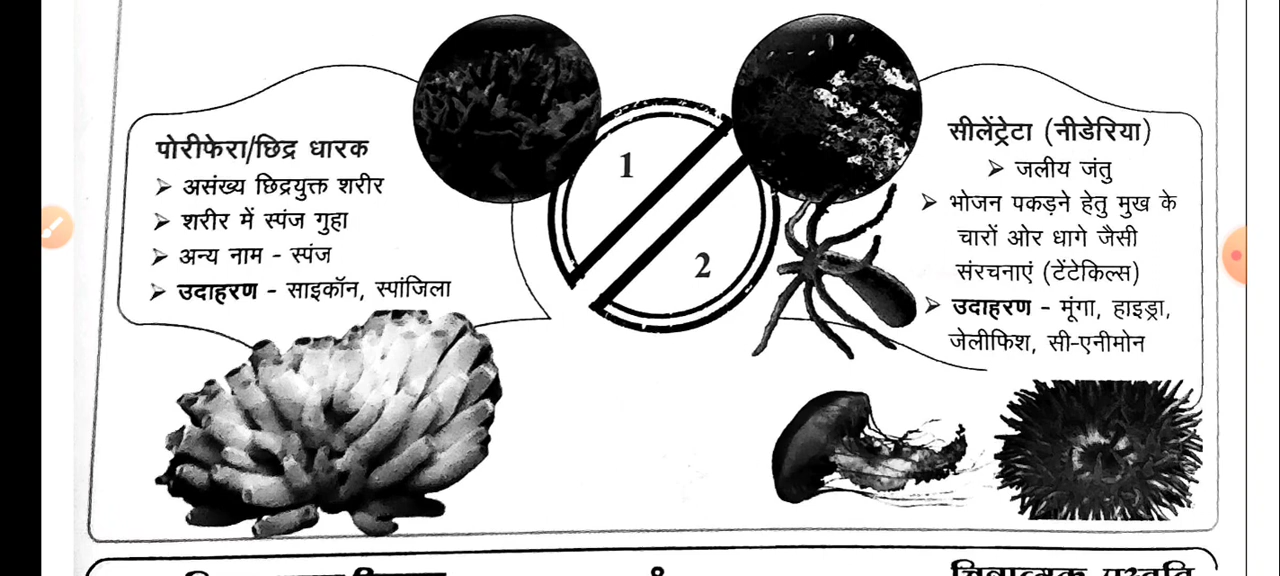 पोरीफेरा/छिद्र धारक
➢ असंख्य छिद्रयुक्त शरीर
➢ शरीर में स्पंज गुहा
➢ अन्य नाम - स्पंज
➢ उदाहरण - साइकॉन, स्पांजिला
1
2
सीलेंट्रेटा (नीडेरिया)
➢ जलीय जंतु
➢ भोजन पकड़ने हेतु मुख के
चारों ओर धागे जैसी
संरचनाएं (टेंटेकिल्स)
➢ उदाहरण - मूंगा, हाइड्रा,
जेलीफिश, सी-एनीमोन